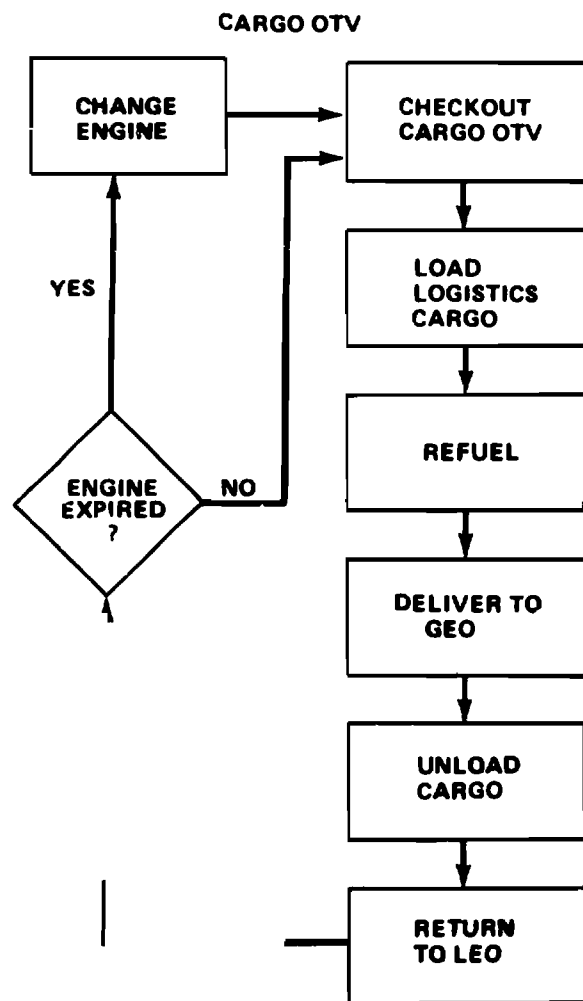 CARGO OTV
CHANGE
ENGINE
CHECKOUT
CARGO OTV
LOAD
LOGISTICS
CARGO
YES
REFUEL
ENGINE
EXPIRED
?
NO
DELIVER TO
GEO
UNLOAD
CARGO
RETURN
TO LEO